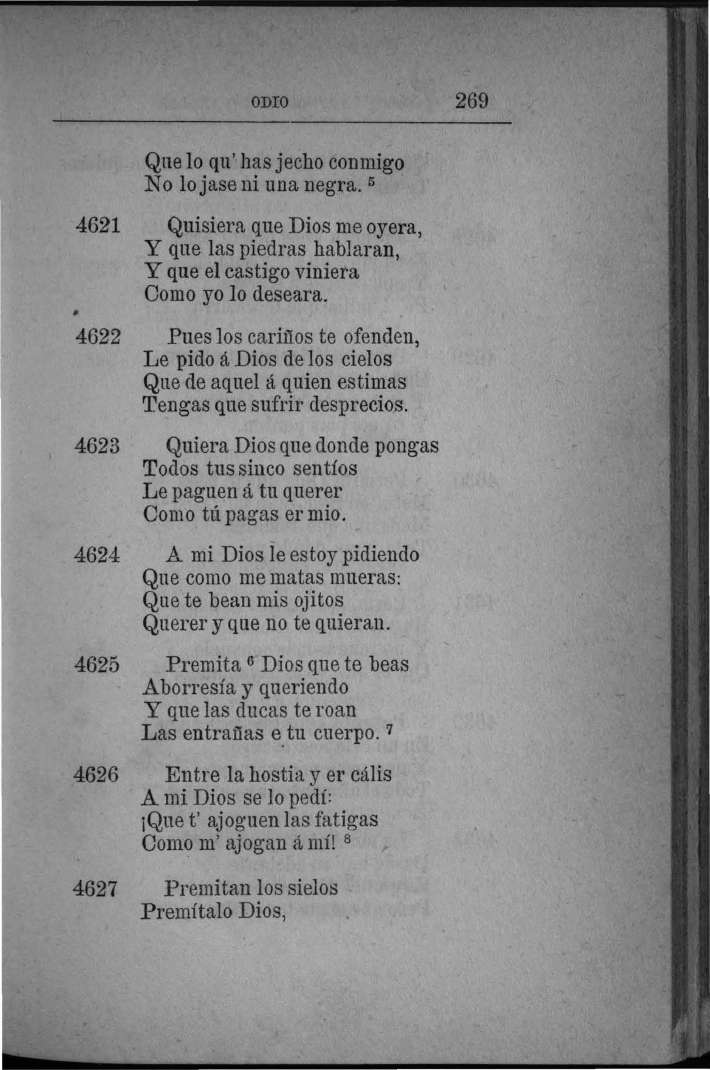 ODIO 269
Que lo qu' has jecho conmigo
No lo jase ni una negra. ⁵
4621 Quisiera que Dios me oyera,
Y que las piedras hablaran,
Y que el castigo viniera
Como yo lo deseara.
4622 Pues los cariños te ofenden,
Le pido á Dios de los cielos
Que de aquel á quien estimas
Tengas que sufrir desprecios.
4623 Quiera Dios que donde pongas
Todos tus sinco sentíos
Le paguen á tu querer
Como tú pagas er mio.
4624 A mi Dios le estoy pidiendo
Que como me matas mueras:
Que te bean mis ojitos
Querer y que no te quieran.
4625 Premita ⁶ Dios que te beas
Aborresía y queriendo
Y que las ducas te roan
Las entrañas e tu cuerpo. ⁷
4626 Entre la hostia y er cális
A mi Dios se lo pedí:
¡Que t' ajoguen las fatigas
Como m' ajogan á mí! ⁸
4627 Premitan los sielos
Premítalo Dios,